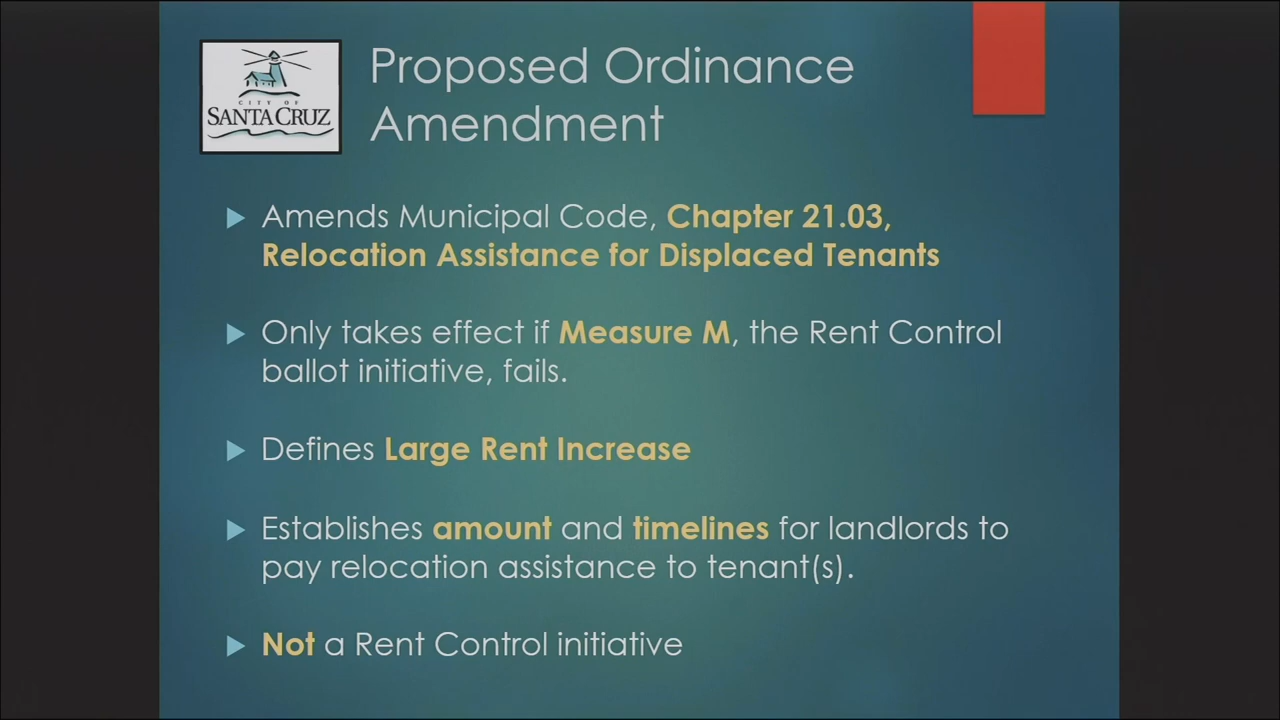 CITY OF
SANTA CRUZ
Proposed Ordinance
Amendment
Amends Municipal Code, Chapter 21.03,
Relocation Assistance for Displaced Tenants
Only takes effect if Measure M, the Rent Control
ballot initiative, fails.
Defines Large Rent Increase
Establishes amount and timelines for landlords to
pay relocation assistance to tenant(s).
Not a Rent Control initiative